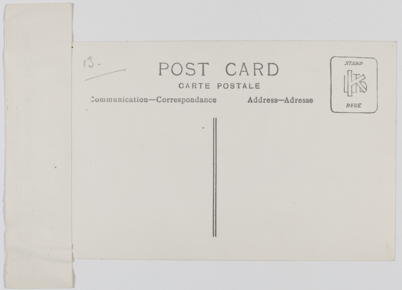 13-
POST CARD
CARTE POSTALE
Communication—Correspondance Address—Adresse
STAMP
HERE